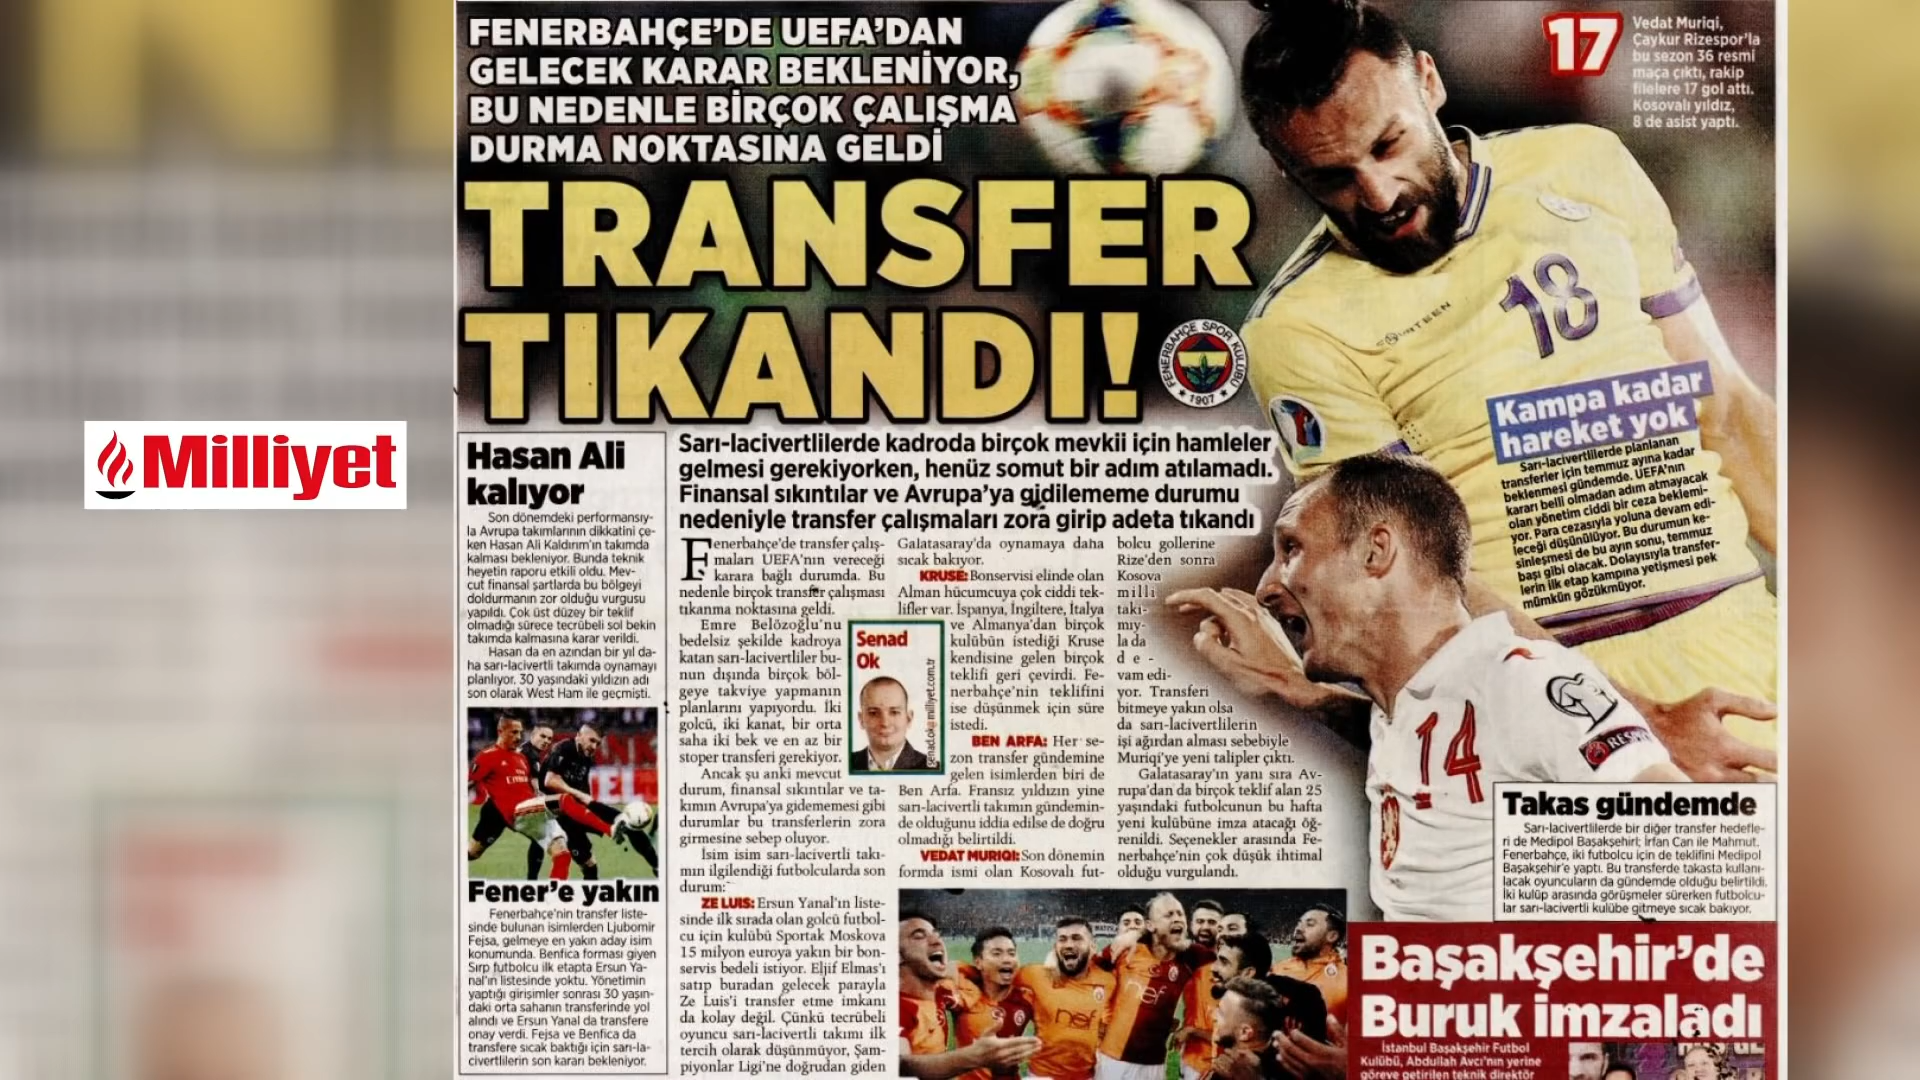 Milliyet
FENERBAHÇE'DE UEFA'DAN
GELECEK KARAR BEKLENİYOR,
BU NEDENLE BİRÇOK ÇALIŞMA
DURMA NOKTASINA GELDİ
TRANSFER
TIKANDI!
FENERBAHÇE SPOR KULÜBÜ
1907
17
Vedat Muriqi,
Çaykur Rizespor'la
bu sezon 36 resmi
maça çıktı, rakip
filelere 17 gol attı.
Kosovalı yıldız,
8 de asist yaptı.
18
Kampa kadar
hareket yok
Sarı-lacivertlilerde planlanan
transferler için temmuz ayına kadar
beklenmesi gündemde. UEFA'nın
kararı belli olmadan adım atmayacak
olan yönetim ciddi bir ceza beklemi-
yor. Para cezasıyla yoluna devam edi-
leceği düşünülüyor. Bu durumun ke-
sinleşmesi de bu ayın sonu, temmuz
başı gibi olacak. Dolayısıyla transfer-
lerin ilk etap kampına yetişmesi pek
mümkün gözükmüyor.
Hasan Ali
kalıyor
Son dönemdeki performansıy-
la Avrupa takımlarının dikkatini çe-
ken Hasan Ali Kaldırım'ın takımda
kalması bekleniyor. Bunda teknik
heyetin raporu etkili oldu. Mev-
cut finansal şartlarda bu bölgeyi
doldurmanın zor olduğu vurgusu
yapıldı. Çok üst düzey bir teklif
olmadığı sürece tecrübeli sol bekin
takımda kalmasına karar verildi.
Hasan da en azından bir yıl da-
ha sarı-lacivertli takımda oynamayı
planlıyor. 30 yaşındaki yıldızın adı
son olarak West Ham ile geçmişti.
Fener'e yakın
Fenerbahçe'nin transfer liste-
sinde bulunan isimlerden Ljubomir
Fejsa, gelmeye en yakın aday isim
konumunda. Benfica forması giyen
Sırp futbolcu ilk etapta Ersun Ya-
nal'ın listesinde yoktu. Yönetimin
yaptığı girişimler sonrası 30 yaşın-
daki orta sahanın transferinde yol
alındı ve Ersun Yanal da transfere
onay verdi. Fejsa ve Benfica da
transfere sıcak baktığı için sarı-la-
civertlilerin son kararı bekleniyor.
Sarı-lacivertlilerde kadroda birçok mevkii için hamleler
gelmesi gerekiyorken, henüz somut bir adım atılamadı.
Finansal sıkıntılar ve Avrupa'ya gidilememe durumu
nedeniyle transfer çalışmaları zora girip adeta tıkandı
Fenerbahçe'de transfer çalış-
maları UEFA'nın vereceği
karara bağlı durumda. Bu
nedenle birçok transfer çalışması
tıkanma noktasına geldi.
Emre Belözoğlu'nu
bedelsiz şekilde kadroya
katan sarı-lacivertliler bu-
nun dışında birçok böl-
geye takviye yapmanın
planlarını yapıyordu. İki
golcü, iki kanat, bir orta
saha iki bek ve en az bir
stoper transferi gerekiyor.
Ancak şu anki mevcut
durum, finansal sıkıntılar ve ta-
kımın Avrupa'ya gidememesi gibi
durumlar bu transferlerin zora
girmesine sebep oluyor.
İsim isim sarı-lacivertli takı-
mın ilgilendiği futbolcularda son
durum:
ZE LUIS: Ersun Yanal'ın liste-
sinde ilk sırada olan golcü futbol-
cu için kulübü Sportak Moskova
15 milyon euroya yakın bir bon-
servis bedeli istiyor. Eljif Elmas'ı
satıp buradan gelecek parayla
Ze Luis'i transfer etme imkanı
da kolay değil. Çünkü tecrübeli
oyuncu sarı-lacivertli takımı ilk
tercih olarak düşünmüyor, Şam-
piyonlar Ligi'ne doğrudan giden
Senad
Ok
senad.ok@milliyet.com.tr
Galatasaray'da oynamaya daha
sıcak bakıyor.
KRUSE: Bonservisi elinde olan
Alman hücumcuya çok ciddi tek-
lifler var. İspanya, İngiltere, İtalya
ve Almanya'dan birçok
kulübün istediği Kruse
kendisine gelen birçok
teklifi geri çevirdi. Fe-
nerbahçe'nin teklifini
ise düşünmek için süre
istedi.
BEN ARFA: Her se-
zon transfer gündemine
gelen isimlerden biri de
Ben Arfa. Fransız yıldızın yine
sarı-lacivertli takımın gündemin-
de olduğunu iddia edilse de doğru
olmadığı belirtildi.
VEDAT MURIQI: Son dönemin
formda ismi olan Kosovalı fut-
bolcu gollerine
Rize'den sonra
Kosova
milli
takı-
mıy-
la da
de-
vam edi-
yor. Transferi
bitmeye yakın olsa
da sarı-lacivertlilerin
işi ağırdan alması sebebiyle
Muriqi'ye yeni talipler çıktı.
Galatasaray'ın yanı sıra Av-
rupa'dan da birçok teklif alan 25
yaşındaki futbolcunun bu hafta
yeni kulübüne imza atacağı öğ-
renildi. Seçenekler arasında Fe-
nerbahçe'nin çok düşük ihtimal
olduğu vurgulandı.
nef
nef
14
RESPE
Takas gündemde
Sarı-lacivertlilerde bir diğer transfer hedefle-
ri de Medipol Başakşehir'li İrfan Can ile Mahmut.
Fenerbahçe, iki futbolcu için de teklifini Medipol
Başakşehir'e yaptı. Bu transferde takasta kullanı-
lacak oyuncuların da gündemde olduğu belirtildi.
İki kulüp arasında görüşmeler sürerken futbolcu-
lar sarı-lacivertli kulübe gitmeye sıcak bakıyor.
Başakşehir'de
Buruk imzaladı
İstanbul Başakşehir Futbol
Kulübü, Abdullah Avcı'nın yerine
göreve getirilen teknik direktör